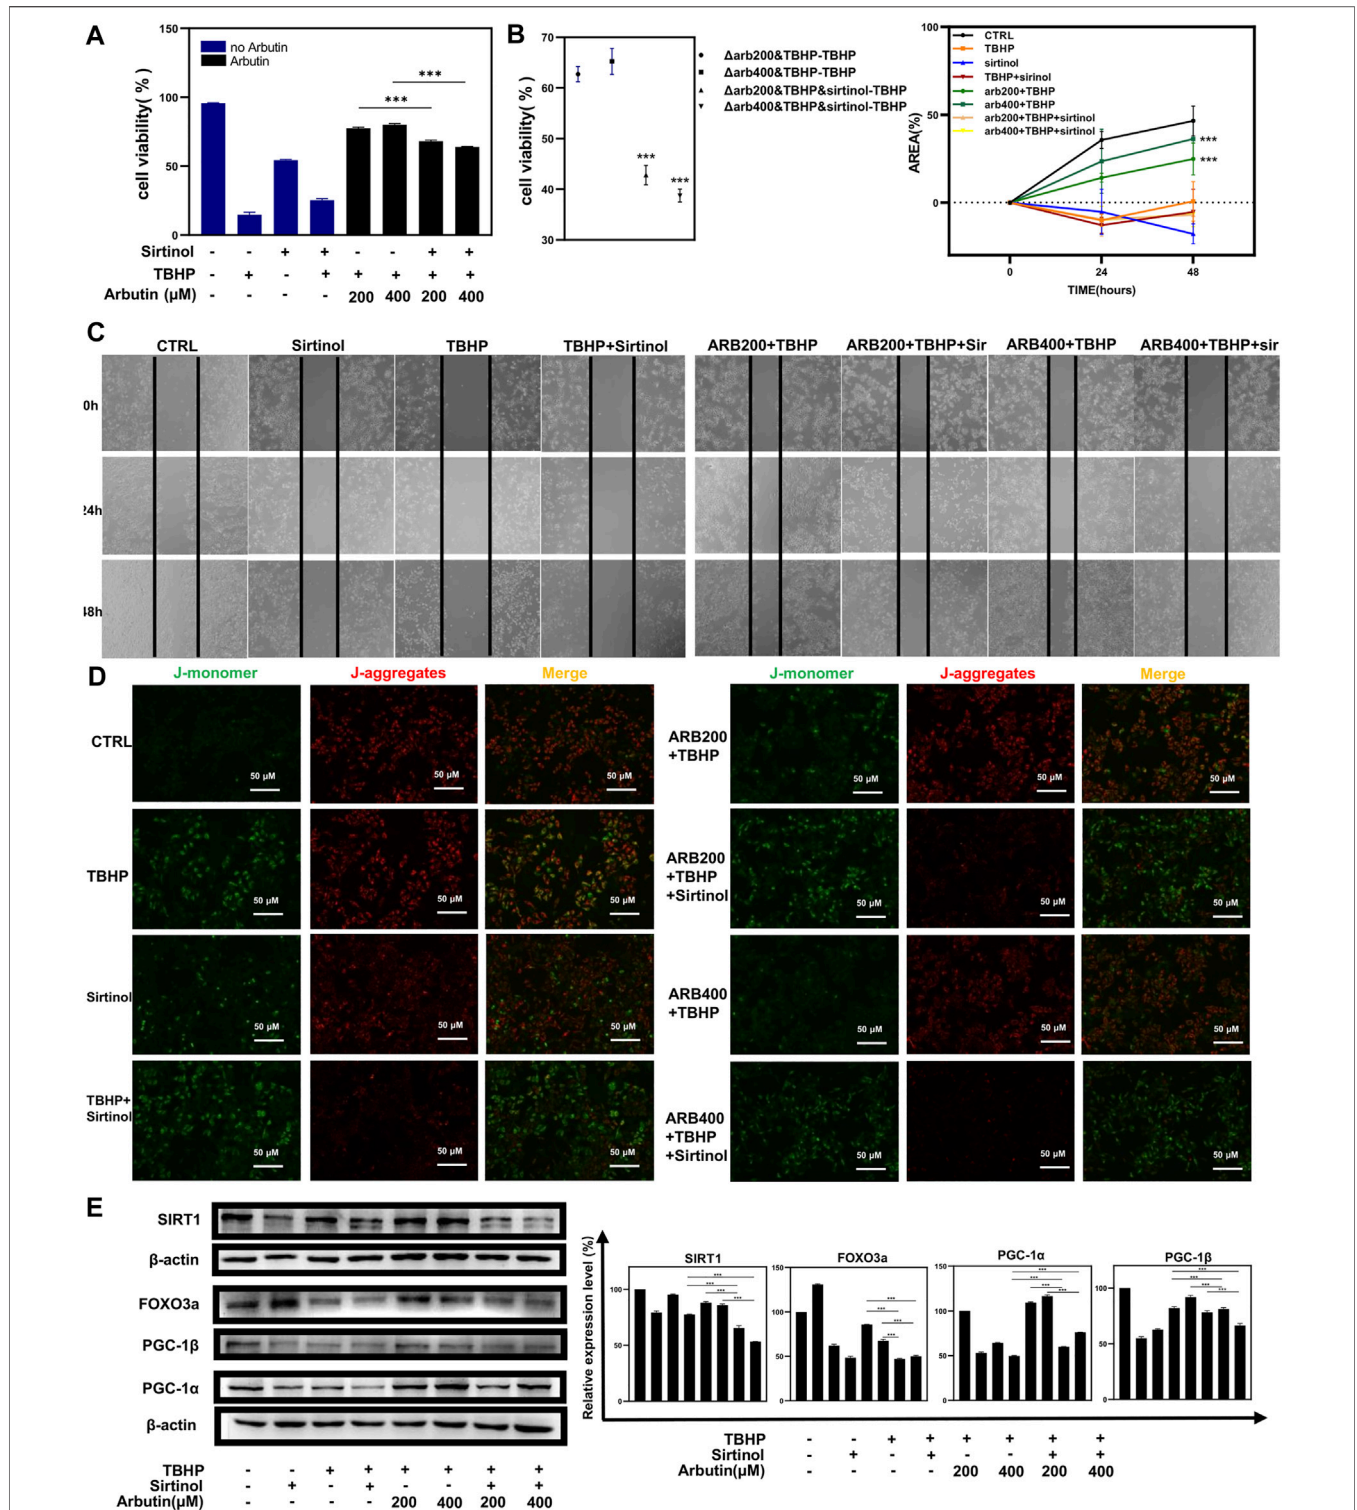 A
150
100
50
0
cell viability( % )
no Arbutin
Arbutin
***
***
Sirtinol - - + + - - + +
TBHP - + - + + + + +
Arbutin (μM) - - - - 200 400 200 400
B
70
60
50
40
30
cell viability( % )
***
***
Δarb200&TBHP-TBHP
Δarb400&TBHP-TBHP
Δarb200&TBHP&sirtinol-TBHP
Δarb400&TBHP&sirtinol-TBHP
100
50
0
AREA(%)
CTRL
TBHP
sirtinol
TBHP+sirinol
arb200+TBHP
arb400+TBHP
arb200+TBHP+sirtinol
arb400+TBHP+sirtinol
***
***
0 24 48
TIME(hours)
C
CTRL Sirtinol TBHP TBHP+Sirtinol ARB200+TBHP ARB200+TBHP+Sir ARB400+TBHP ARB400+TBHP+sir
0h
24h
48h
D
J-monomer J-aggregates Merge J-monomer J-aggregates Merge
CTRL
50 μM 50 μM 50 μM
ARB200
+TBHP
50 μM 50 μM 50 μM
TBHP
50 μM 50 μM 50 μM
ARB200
+TBHP
+Sirtinol
50 μM 50 μM 50 μM
Sirtinol
50 μM 50 μM 50 μM
ARB400
+TBHP
50 μM 50 μM 50 μM
TBHP+
Sirtinol
50 μM 50 μM 50 μM
ARB400
+TBHP
+Sirtinol
50 μM 50 μM 50 μM
E
SIRT1
β-actin
FOXO3a
PGC-1β
PGC-1α
β-actin
TBHP - - + + + + + +
Sirtinol - + - + - - + +
Arbutin(μM) - - - - 200 400 200 400
Relative expression level (%)
SIRT1
100
50
0
*** *** *** ***
FOXO3a
150
100
50
0
*** *** *** ***
PGC-1α
150
100
50
0
*** *** *** ***
PGC-1β
150
100
50
0
*** *** *** ***
TBHP - - + + + + + +
Sirtinol - + - + - - + +
Arbutin(μM) - - - - 200 400 200 400